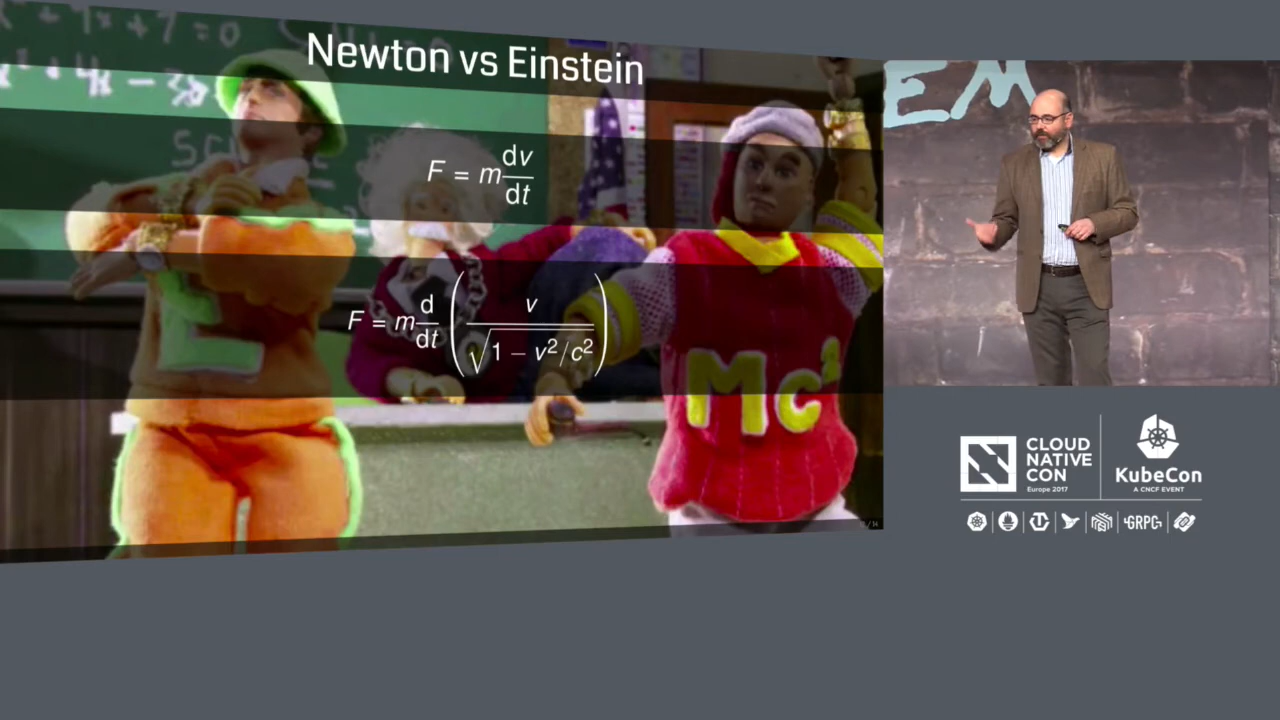 Newton vs Einstein
F = m dv/dt
F = m d/dt ( v / √1 − v²/c² )
E
Mc²
EM
CLOUD
NATIVE
CON
Europe 2017
KubeCon
A CNCF EVENT
GRPC